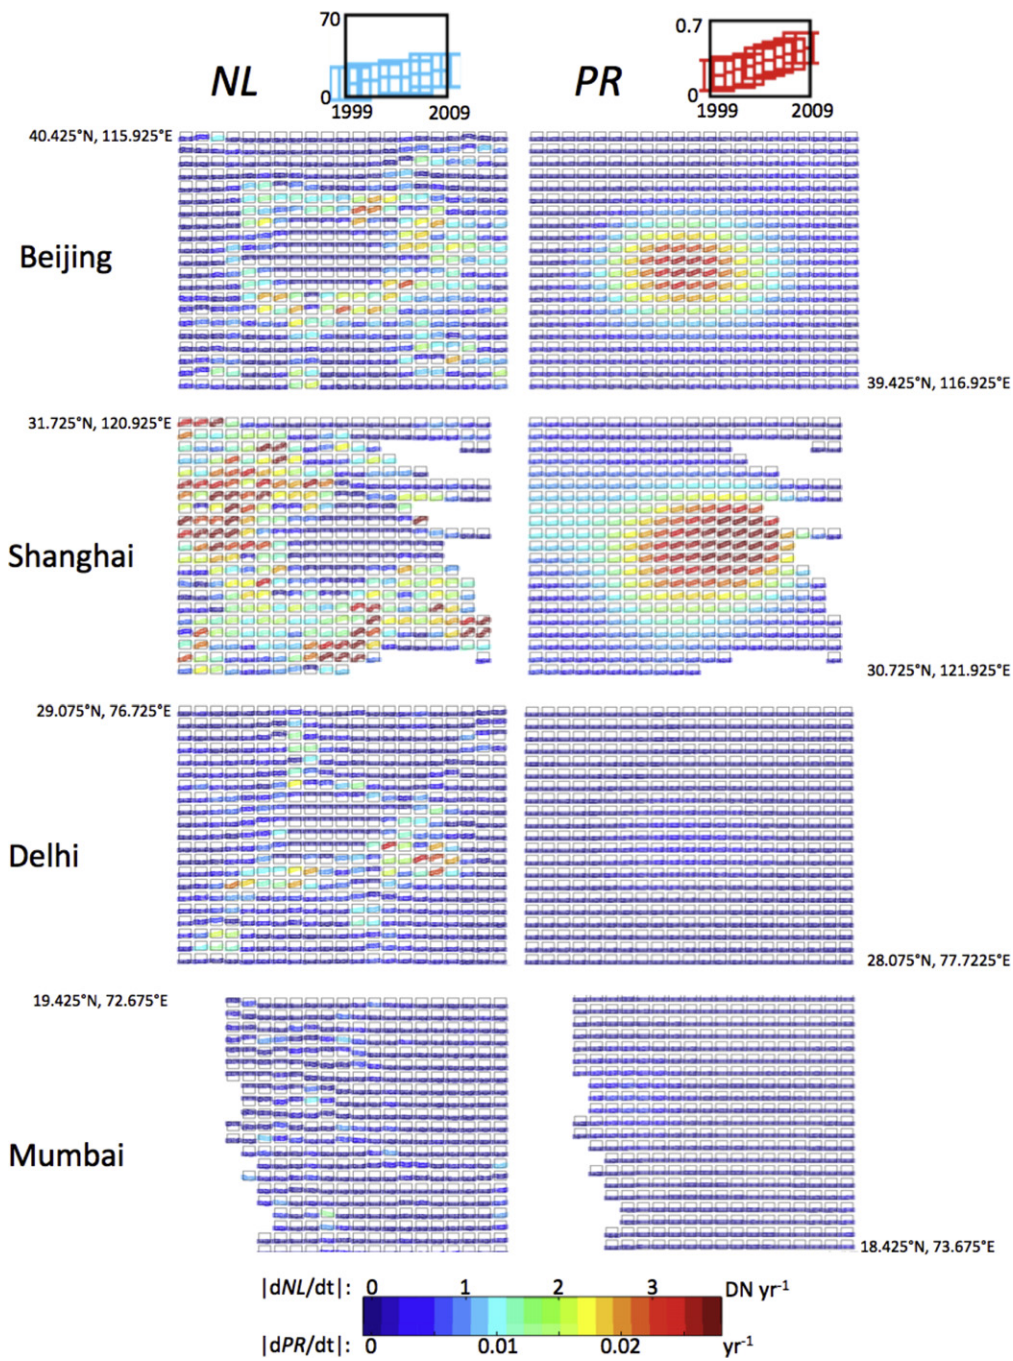 70
0.7
NL
PR
0
0
1999 2009
1999 2009
40.425°N, 115.925°E
Beijing
39.425°N, 116.925°E
31.725°N, 120.925°E
Shanghai
30.725°N, 121.925°E
29.075°N, 76.725°E
Delhi
28.075°N, 77.7225°E
19.425°N, 72.675°E
Mumbai
18.425°N, 73.675°E
|dNL/dt|: 0 1 2 3 DN yr⁻¹
|dPR/dt|: 0 0.01 0.02 yr⁻¹